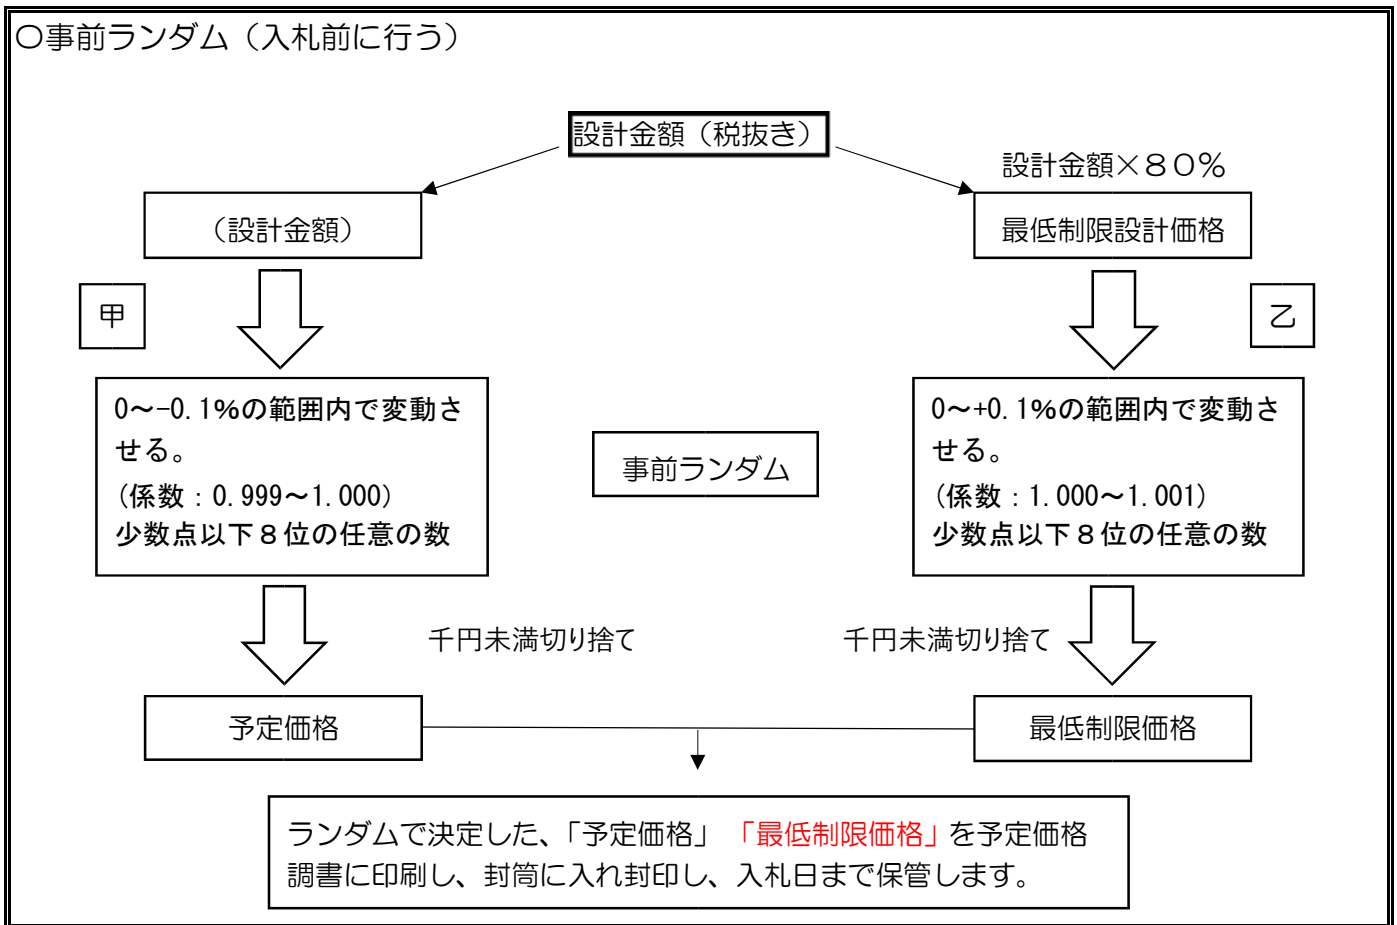 〇事前ランダム（入札前に行う）
設計金額（税抜き）
設計金額×８０％
（設計金額）
最低制限設計価格
甲
乙
0～-0.1%の範囲内で変動さ
せる。
(係数：0.999～1.000)
少数点以下８位の任意の数
事前ランダム
0～+0.1%の範囲内で変動さ
せる。
(係数：1.000～1.001)
少数点以下８位の任意の数
千円未満切り捨て
千円未満切り捨て
予定価格
最低制限価格
ランダムで決定した、「予定価格」「最低制限価格」を予定価格
調書に印刷し、封筒に入れ封印し、入札日まで保管します。